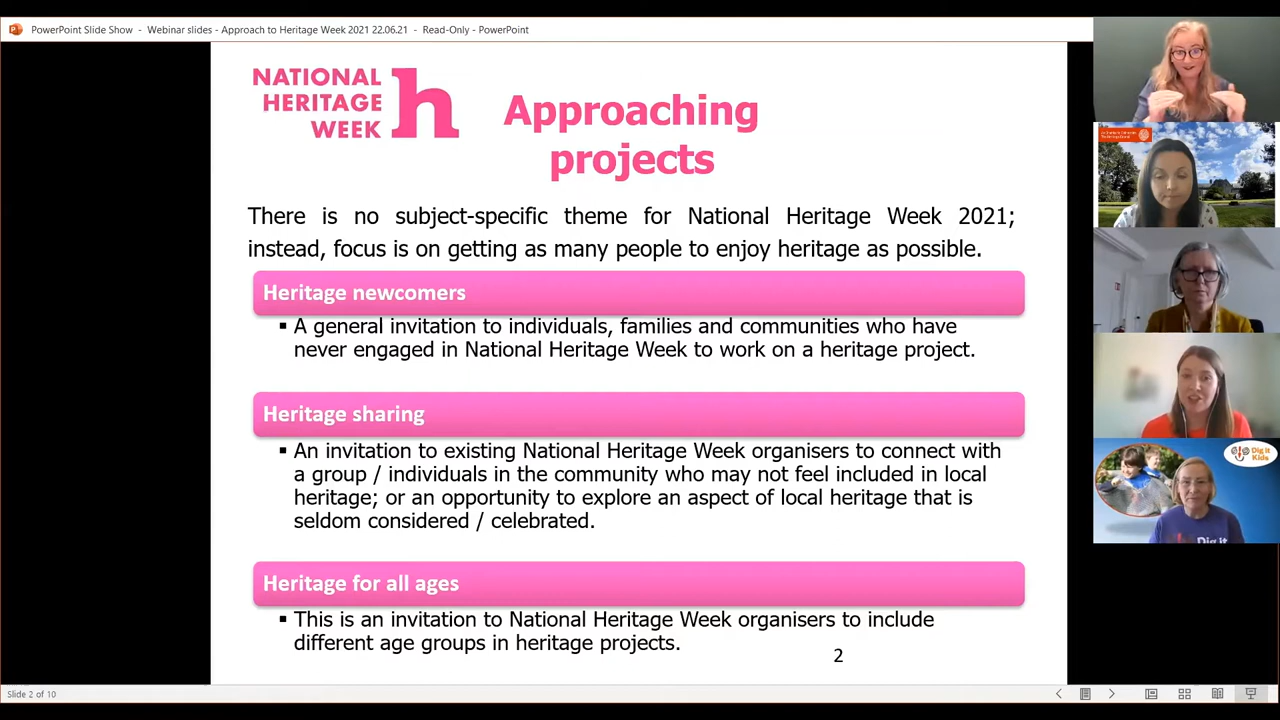 PowerPoint Slide Show - Webinar slides - Approach to Heritage Week 2021 22.06.21 - Read-Only - PowerPoint
NATIONAL
HERITAGE
WEEK
h
Approaching
projects
There is no subject-specific theme for National Heritage Week 2021;
instead, focus is on getting as many people to enjoy heritage as possible.
Heritage newcomers
▪ A general invitation to individuals, families and communities who have
never engaged in National Heritage Week to work on a heritage project.
Heritage sharing
▪ An invitation to existing National Heritage Week organisers to connect with
a group / individuals in the community who may not feel included in local
heritage; or an opportunity to explore an aspect of local heritage that is
seldom considered / celebrated.
Heritage for all ages
▪ This is an invitation to National Heritage Week organisers to include
different age groups in heritage projects.
2
Dig it
Kids
Dig it
Slide 2 of 10